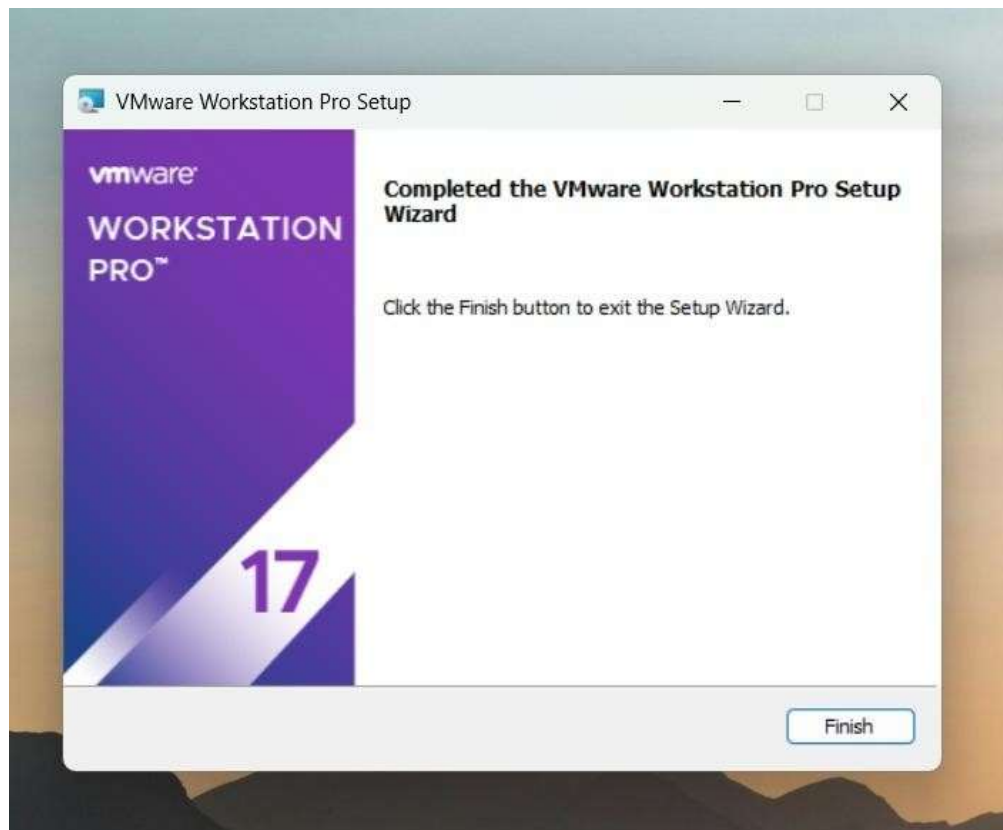 VMware Workstation Pro Setup
vmware
WORKSTATION
PRO™
Completed the VMware Workstation Pro Setup
Wizard
Click the Finish button to exit the Setup Wizard.
17
Finish